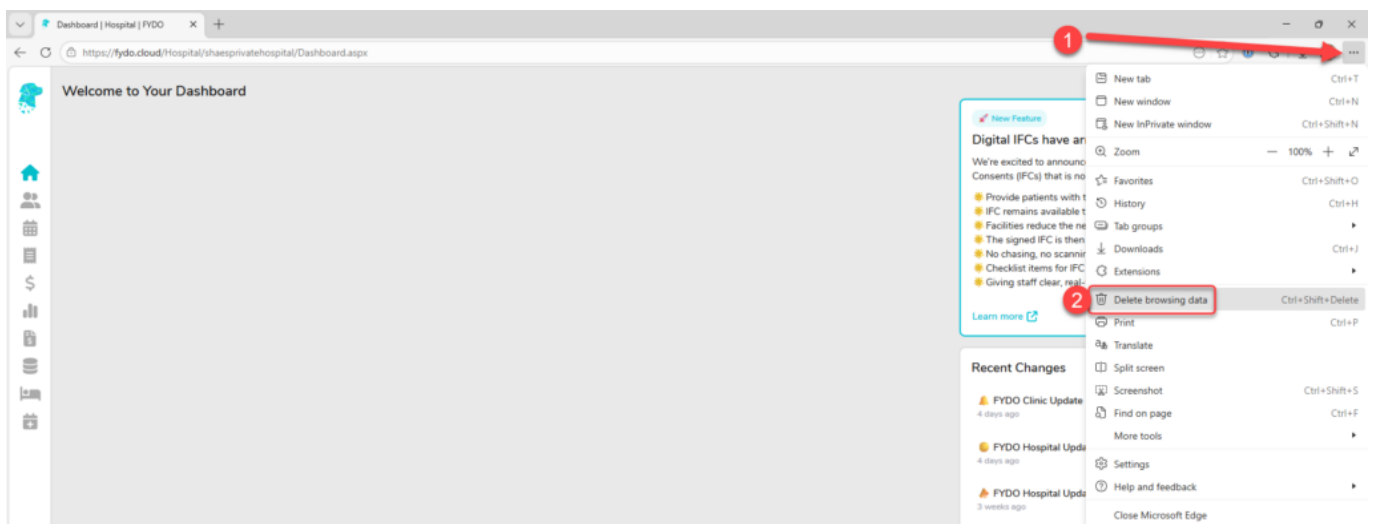 Dashboard | Hospital | FYDO
https://fydo.cloud/Hospital/shaesprivatehospital/Dashboard.aspx
1
Welcome to Your Dashboard
New Feature
Digital IFCs have ar
We're excited to announc
Consents (IFCs) that is no
Provide patients with t
IFC remains available t
Facilities reduce the ne
The signed IFC is then
No chasing, no scannin
Checklist items for IFC
Giving staff clear, real-
Learn more
Recent Changes
FYDO Clinic Update
4 days ago
FYDO Hospital Upda
4 days ago
FYDO Hospital Upda
3 weeks ago
New tab Ctrl+T
New window Ctrl+N
New InPrivate window Ctrl+Shift+N
Zoom 100%
Favorites Ctrl+Shift+O
History Ctrl+H
Tab groups
Downloads Ctrl+J
Extensions
2
Delete browsing data Ctrl+Shift+Delete
Print Ctrl+P
Translate
Split screen
Screenshot Ctrl+Shift+S
Find on page Ctrl+F
More tools
Settings
Help and feedback
Close Microsoft Edge